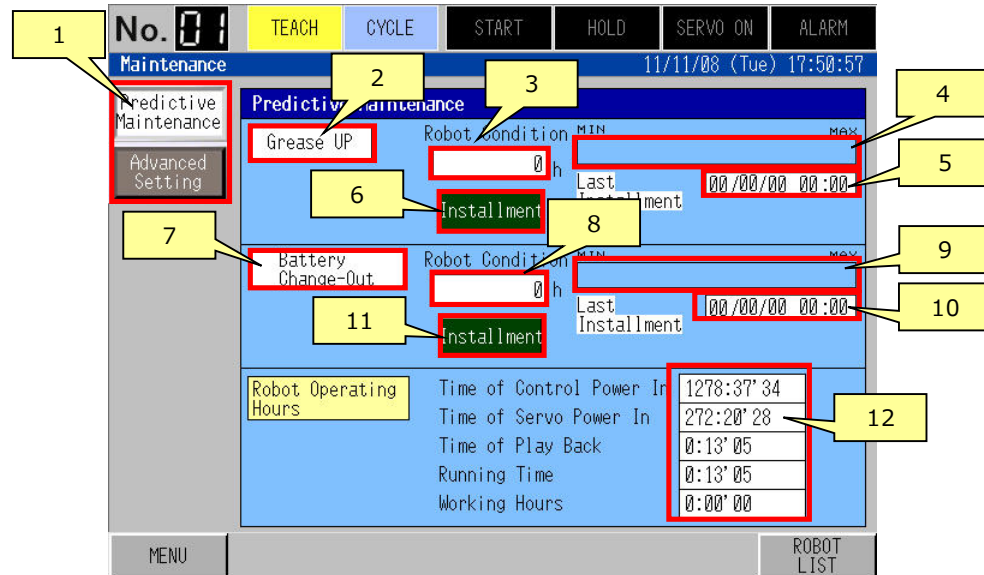 No. 01
TEACH
CYCLE
START
HOLD
SERVO ON
ALARM
1
Maintenance
11/11/08 (Tue) 17:50:57
2
3
4
Predictive
Maintenance
Predictive Maintenance
Grease UP
Robot Condition
MIN
MAX
0 h
5
Advanced
Setting
Last
Installment
00/00/00 00:00
6
Installment
7
8
9
Battery
Change-Out
Robot Condition
MIN
MAX
0 h
Last
Installment
00/00/00 00:00
10
11
Installment
Robot Operating
Hours
Time of Control Power In
1278:37'34
Time of Servo Power In
272:20'28
12
Time of Play Back
0:13'05
Running Time
0:13'05
Working Hours
0:00'00
MENU
ROBOT
LIST